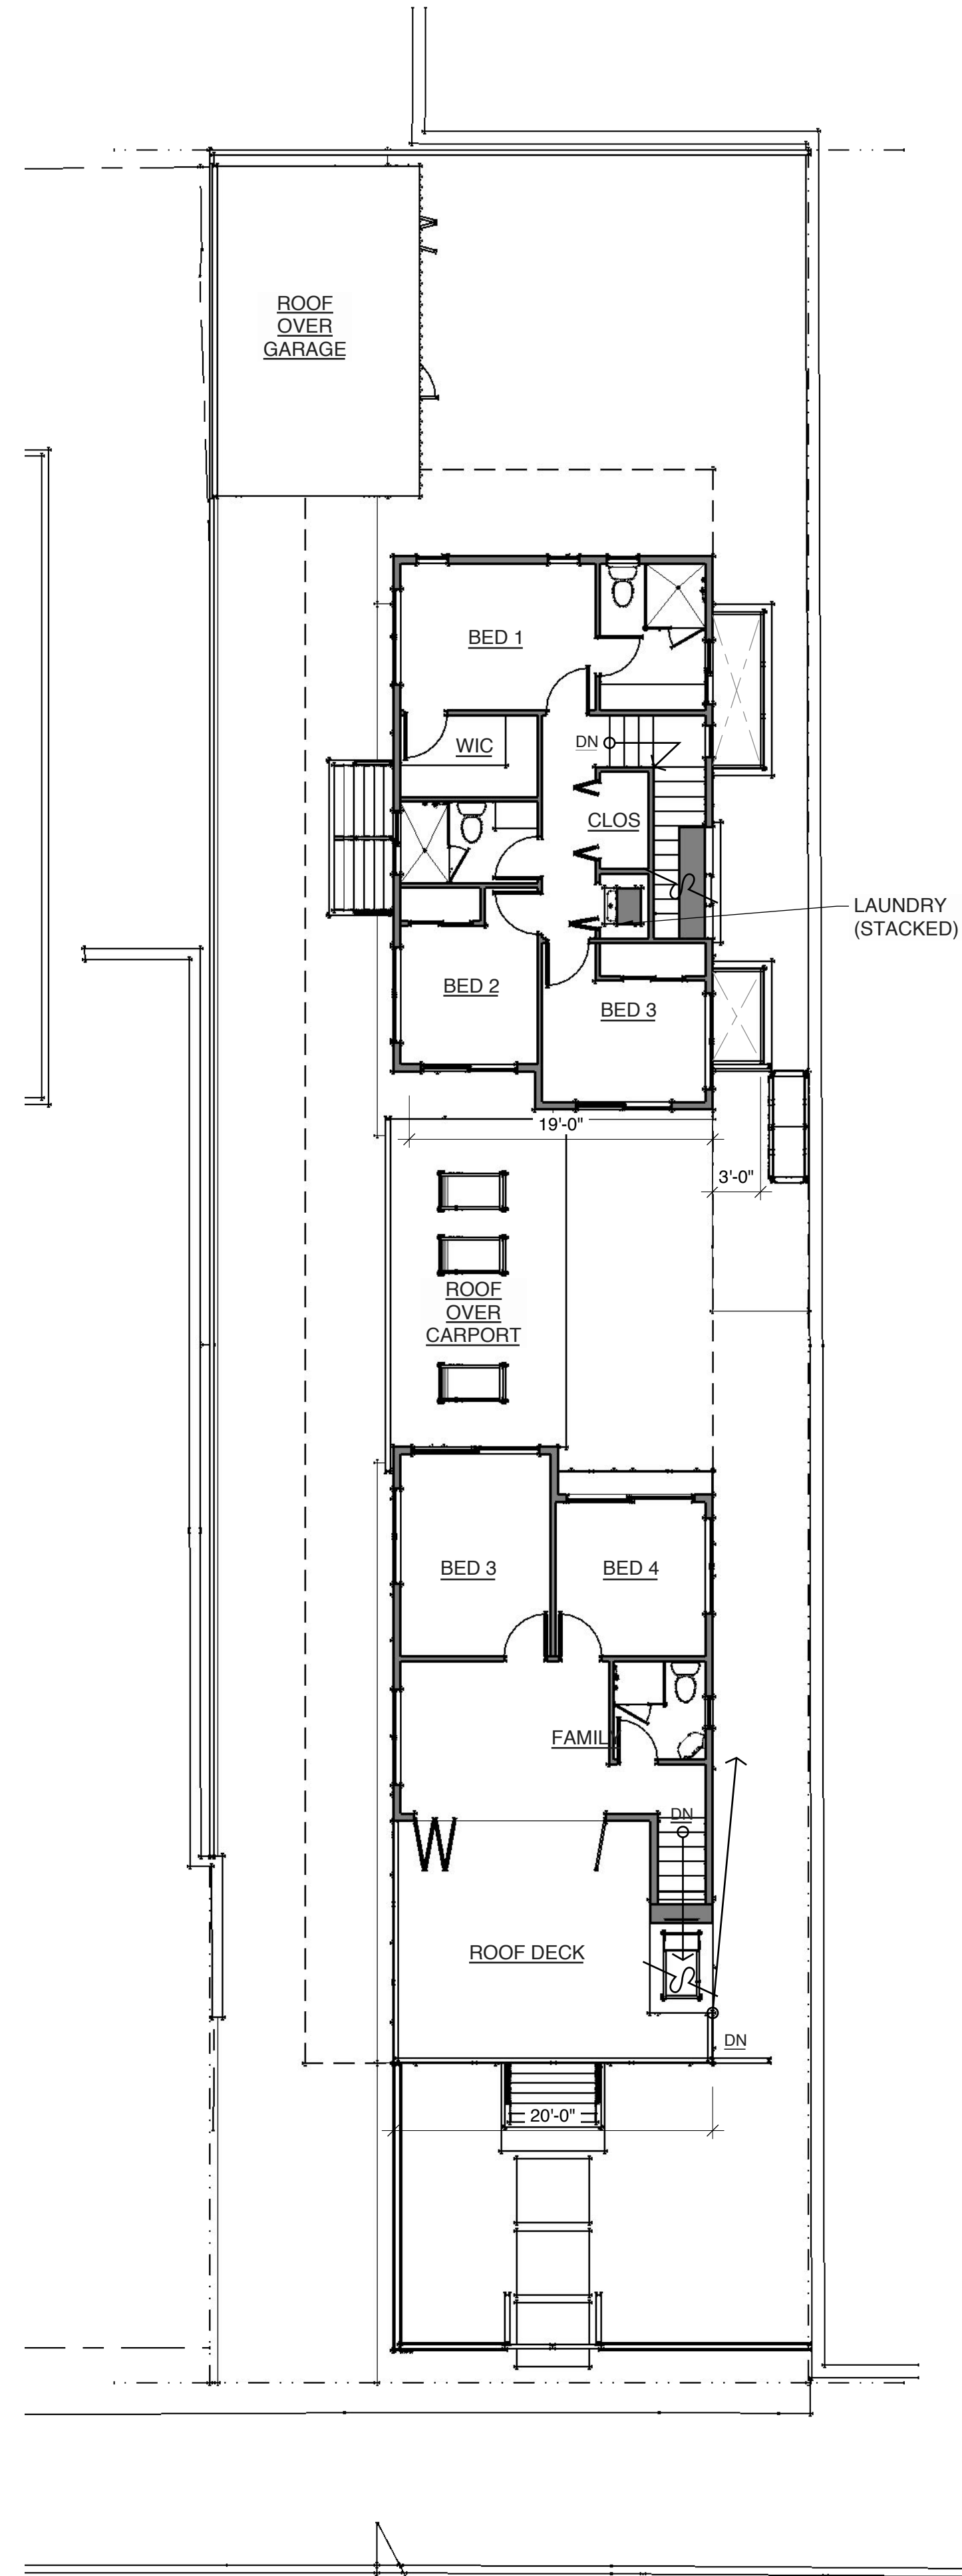 ROOF
OVER
GARAGE
BED 1
WIC
DN
CLOS
LAUNDRY
(STACKED)
BED 2
BED 3
19'-0"
3'-0"
ROOF
OVER
CARPORT
BED 3
BED 4
FAMIL
DN
ROOF DECK
DN
20'-0"